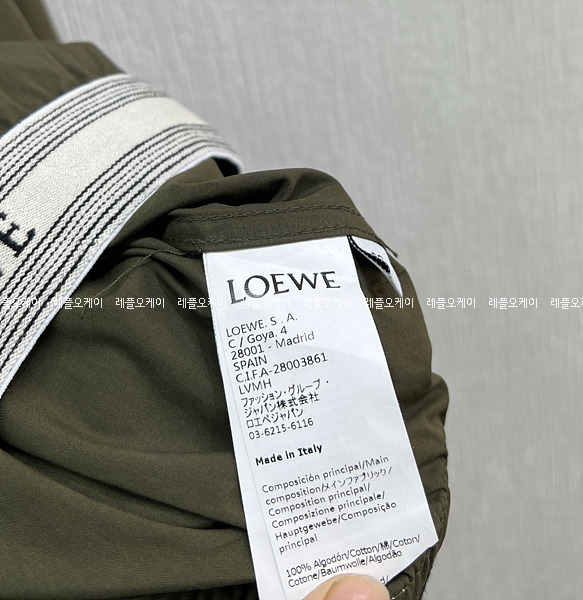 LOEWE
LOEWE. S . A.
C / Goya. 4
28001 - Madrid
SPAIN
C.I.F.A-28003861
LVMH
ファッション·グループ·
ジャパン株式会社
ロエベジャパン
03-6215-6116
Made in Italy
Composición principal/Main
composition/メインファブリック/
Composition principal/
Composizione principale/
Hauptgewebe/Composição
principal
100% Algodón/Cotton/綿/Coton/
Cotone/Baumwolle/Algodão
레플오케이 레플오케이 레플오케이 레플오케이 레플오케이 레플오케이 레플오케이 레플오케이 레플오케이